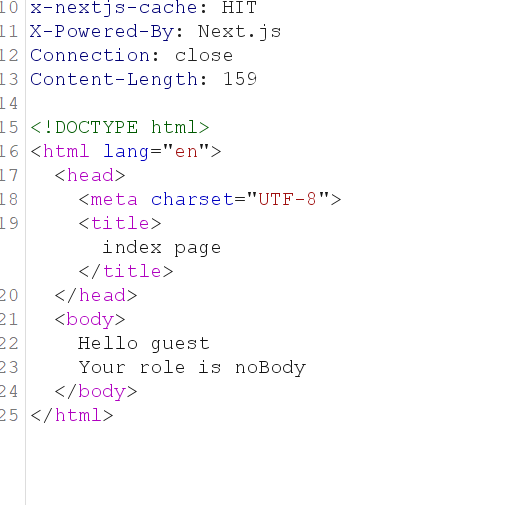 10 x-nextjs-cache: HIT
11 X-Powered-By: Next.js
12 Connection: close
13 Content-Length: 159
14
15 <!DOCTYPE html>
16 <html lang="en">
17   <head>
18     <meta charset="UTF-8">
19     <title>
       index page
     </title>
20   </head>
21   <body>
22     Hello guest
23     Your role is noBody
24   </body>
25 </html>